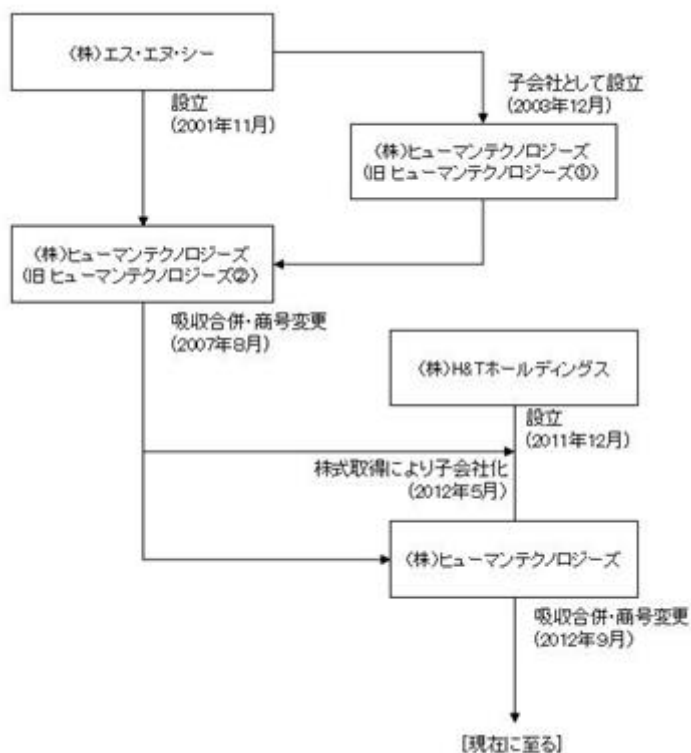 (株)エス・エヌ・シー
設立
(2001年11月)
子会社として設立
(2003年12月)
(株)ヒューマンテクノロジーズ
(旧 ヒューマンテクノロジーズ①)
(株)ヒューマンテクノロジーズ
(旧 ヒューマンテクノロジーズ②)
吸収合併・商号変更
(2007年8月)
(株)H&Tホールディングス
設立
(2011年12月)
株式取得により子会社化
(2012年5月)
(株)ヒューマンテクノロジーズ
吸収合併・商号変更
(2012年9月)
[現在に至る]